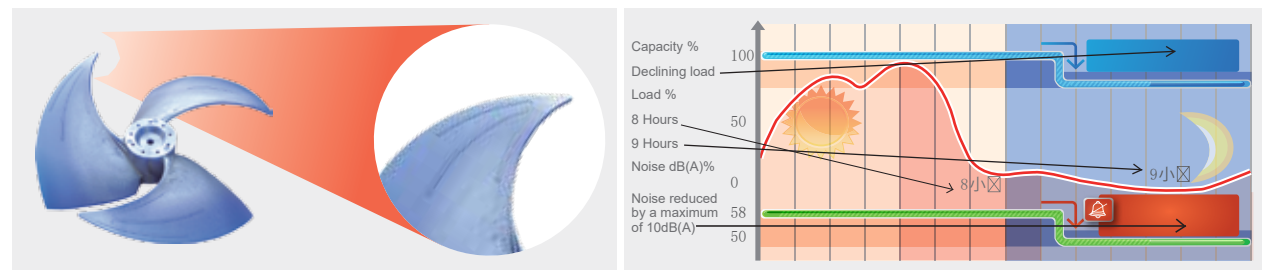 Capacity %
100
Declining load
Load %
8 Hours
50
9 Hours
Noise dB(A)%
0
8小
9小
Noise reduced
by a maximum
of 10dB(A)
58
50